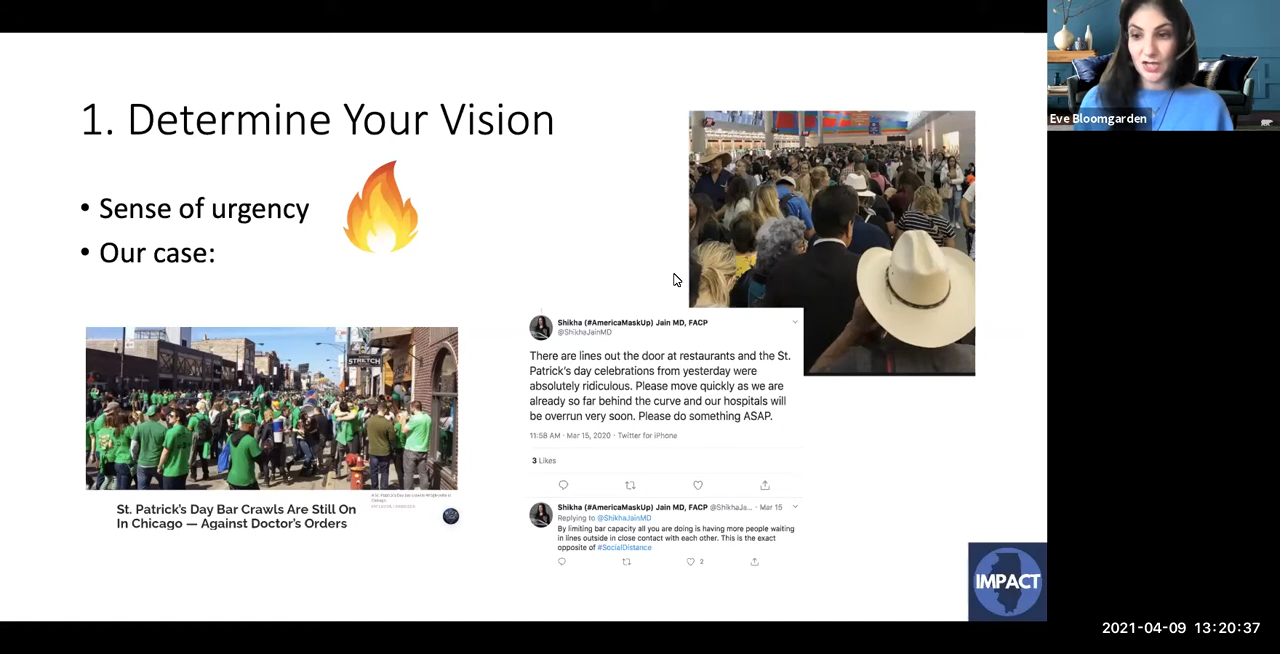 1. Determine Your Vision
• Sense of urgency
• Our case:
STRETCH
St. Patrick's Day Bar Crawls Are Still On
In Chicago — Against Doctor's Orders
Shikha (#AmericaMaskUp) Jain MD, FACP
@ShikhaJainMD
There are lines out the door at restaurants and the St.
Patrick's day celebrations from yesterday were
absolutely ridiculous. Please move quickly as we are
already so far behind the curve and our hospitals will
be overrun very soon. Please do something ASAP.
11:58 AM · Mar 15, 2020 · Twitter for iPhone
3 Likes
Shikha (#AmericaMaskUp) Jain MD, FACP @ShikhaJa... · Mar 15
Replying to @ShikhaJainMD
By limiting bar capacity all you are doing is having more people waiting
in lines outside in close contact with each other. This is the exact
opposite of #SocialDistance
2
IMPACT
Eve Bloomgarden
2021-04-09 13:20:37